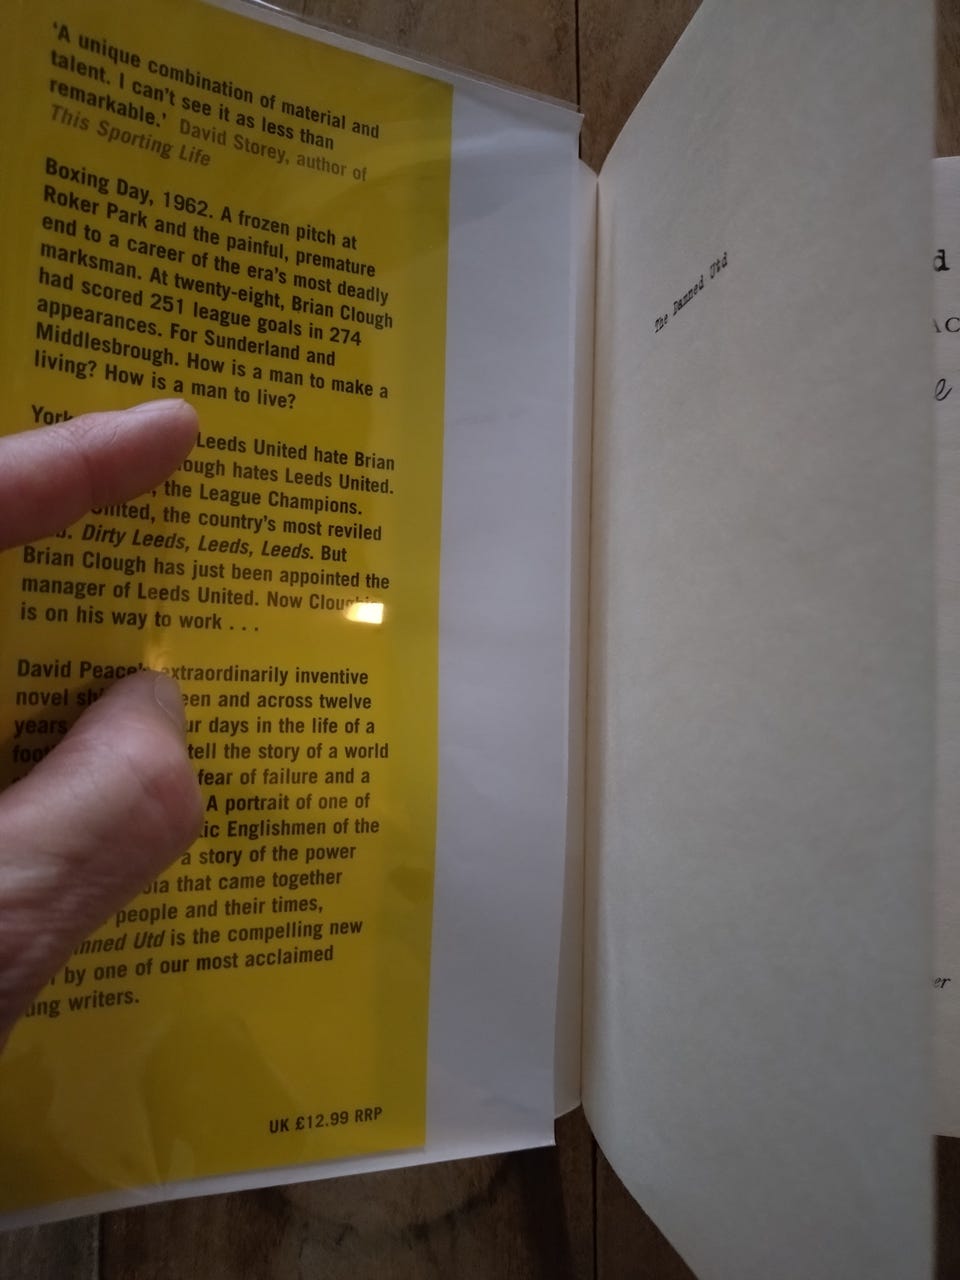 ‘A unique combination of material and
talent. I can't see it as less than
remarkable.’ David Storey, author of
This Sporting Life
Boxing Day, 1962. A frozen pitch at
Roker Park and the painful, premature
end to a career of the era's most deadly
marksman. At twenty-eight, Brian Clough
had scored 251 league goals in 274
appearances. For Sunderland and
Middlesbrough. How is a man to make a
living? How is a man to live?
Leeds United hate Brian
hates Leeds United.
, the League Champions.
the country's most reviled
Dirty Leeds, Leeds, Leeds. But
Brian Clough has just been appointed the
manager of Leeds United. Now
is on his way to work . . .
David Peace's extraordinarily inventive
novel and across twelve
years days in the life of a
tell the story of a world
fear of failure and a
A portrait of one of
Englishmen of the
a story of the power
that came together
people and their times,
Utd is the compelling new
by one of our most acclaimed
writers.
UK £12.99 RRP
The Damned Utd